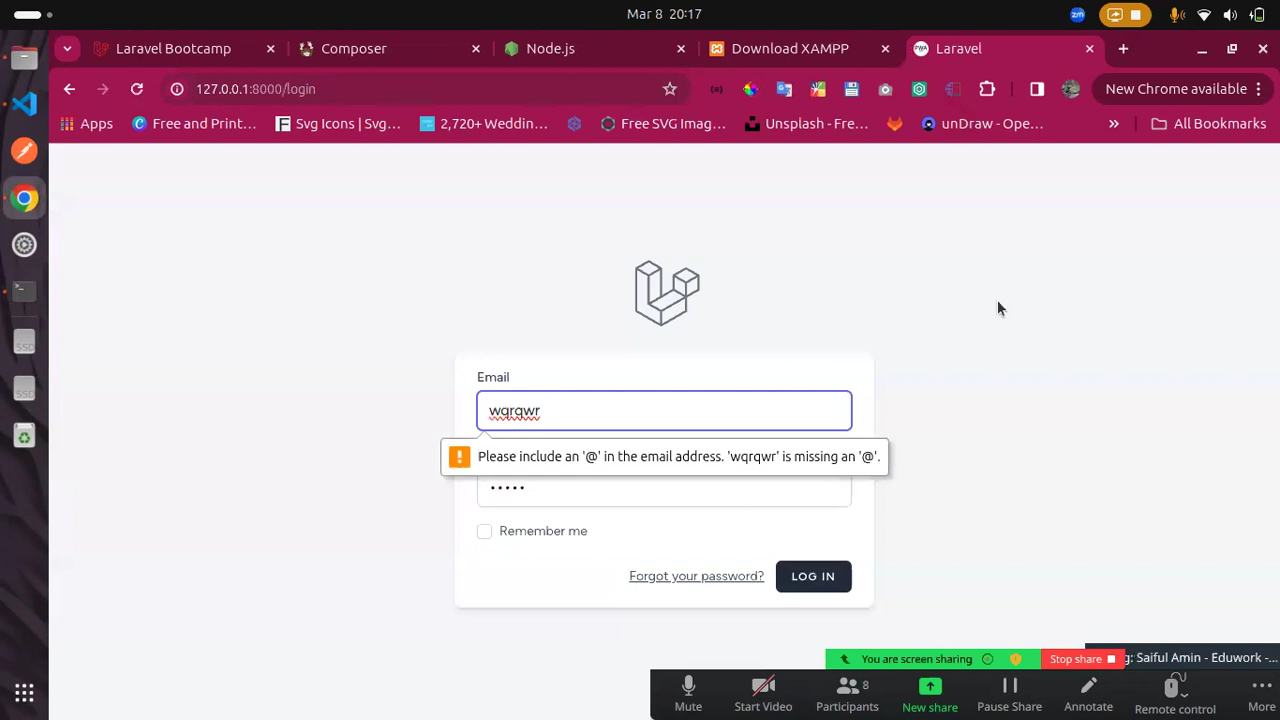 Mar 8 20:17
Laravel Bootcamp
Composer
Node.js
Download XAMPP
PWA
Laravel
127.0.0.1:8000/login
New Chrome available
Apps
Free and Print...
Svg Icons | Svg...
2,720+ Weddin...
Free SVG Imag...
Unsplash - Fre...
unDraw - Ope...
»
All Bookmarks
Email
wqrqwr
Please include an '@' in the email address. 'wqrqwr' is missing an '@'.
•••••
Remember me
Forgot your password?
LOG IN
SSD
SSD
You are screen sharing
Stop share
g: Saiful Amin - Eduwork -...
Mute
Start Video
Participants
8
New share
Pause Share
Annotate
Remote control
More